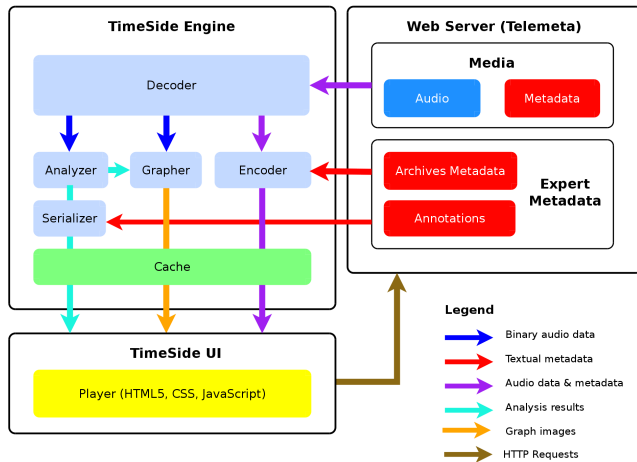 TimeSide Engine
Decoder
Analyzer
Grapher
Encoder
Serializer
Cache
TimeSide UI
Player (HTML5, CSS, JavaScript)
Web Server (Telemeta)
Media
Audio
Metadata
Archives Metadata
Annotations
Expert
Metadata
Legend
Binary audio data
Textual metadata
Audio data & metadata
Analysis results
Graph images
HTTP Requests